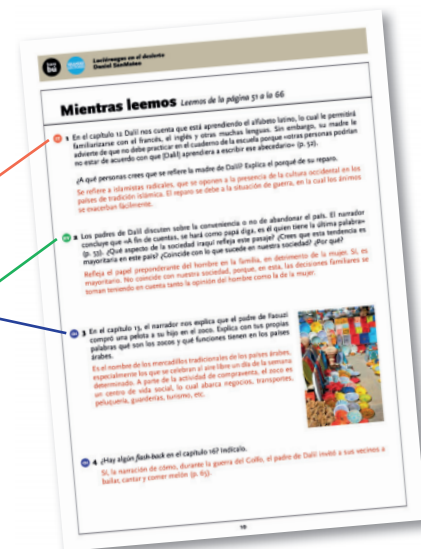 Luciérnagas en el desierto
Daniel SanMateo
Mientras leemos Leemos de la página 51 a la 66
1 En el capítulo 12 Dalil nos cuenta que está aprendiendo el alfabeto latino, lo cual le permitirá
familiarizarse con el francés, el inglés y otras muchas lenguas. Sin embargo, su madre le
advierte de que no debe practicar en el cuaderno de la escuela porque «otras personas podrían
no estar de acuerdo con que [Dalil] aprendiera a escribir ese abecedario» (p. 52).
¿A qué personas crees que se refiere la madre de Dalil? Explica el porqué de su reparo.
Se refiere a islamistas radicales, que se oponen a la presencia de la cultura occidental en los
países de tradición islámica. El reparo se debe a la situación de guerra, en la cual los ánimos
se exacerban fácilmente.
2 Los padres de Dalil discuten sobre la conveniencia o no de abandonar el país. El narrador
concluye que «A fin de cuentas, se hará como papá diga, es él quien tiene la última palabra»
(p. 55). ¿Qué aspecto de la sociedad iraquí refleja este pasaje? ¿Crees que esta tendencia es
mayoritaria en este país? ¿Coincide con lo que sucede en nuestra sociedad? ¿Por qué?
Refleja el papel preponderante del hombre en la familia, en detrimento de la mujer. Sí, es
mayoritario. No coincide con nuestra sociedad, porque, en esta, las decisiones familiares se
toman teniendo en cuenta tanto la opinión del hombre como la de la mujer.
3 En el capítulo 13, el narrador nos explica que el padre de Faouzi
compró una pelota a su hijo en el zoco. Explica con tus propias
palabras qué son los zocos y qué funciones tienen en los países
árabes.
Es el nombre de los mercadillos tradicionales de los países árabes,
especialmente los que se celebran al aire libre un día de la semana
determinado. A parte de la actividad de compraventa, el zoco es
un centro de vida social, lo cual abarca negocios, transportes,
peluquería, guarderías, turismo, etc.
4 ¿Hay algún flash-back en el capítulo 16? Indícalo.
Sí, la narración de cómo, durante la guerra del Golfo, el padre de Dalil invitó a sus vecinos a
bailar, cantar y comer melón (p. 65).